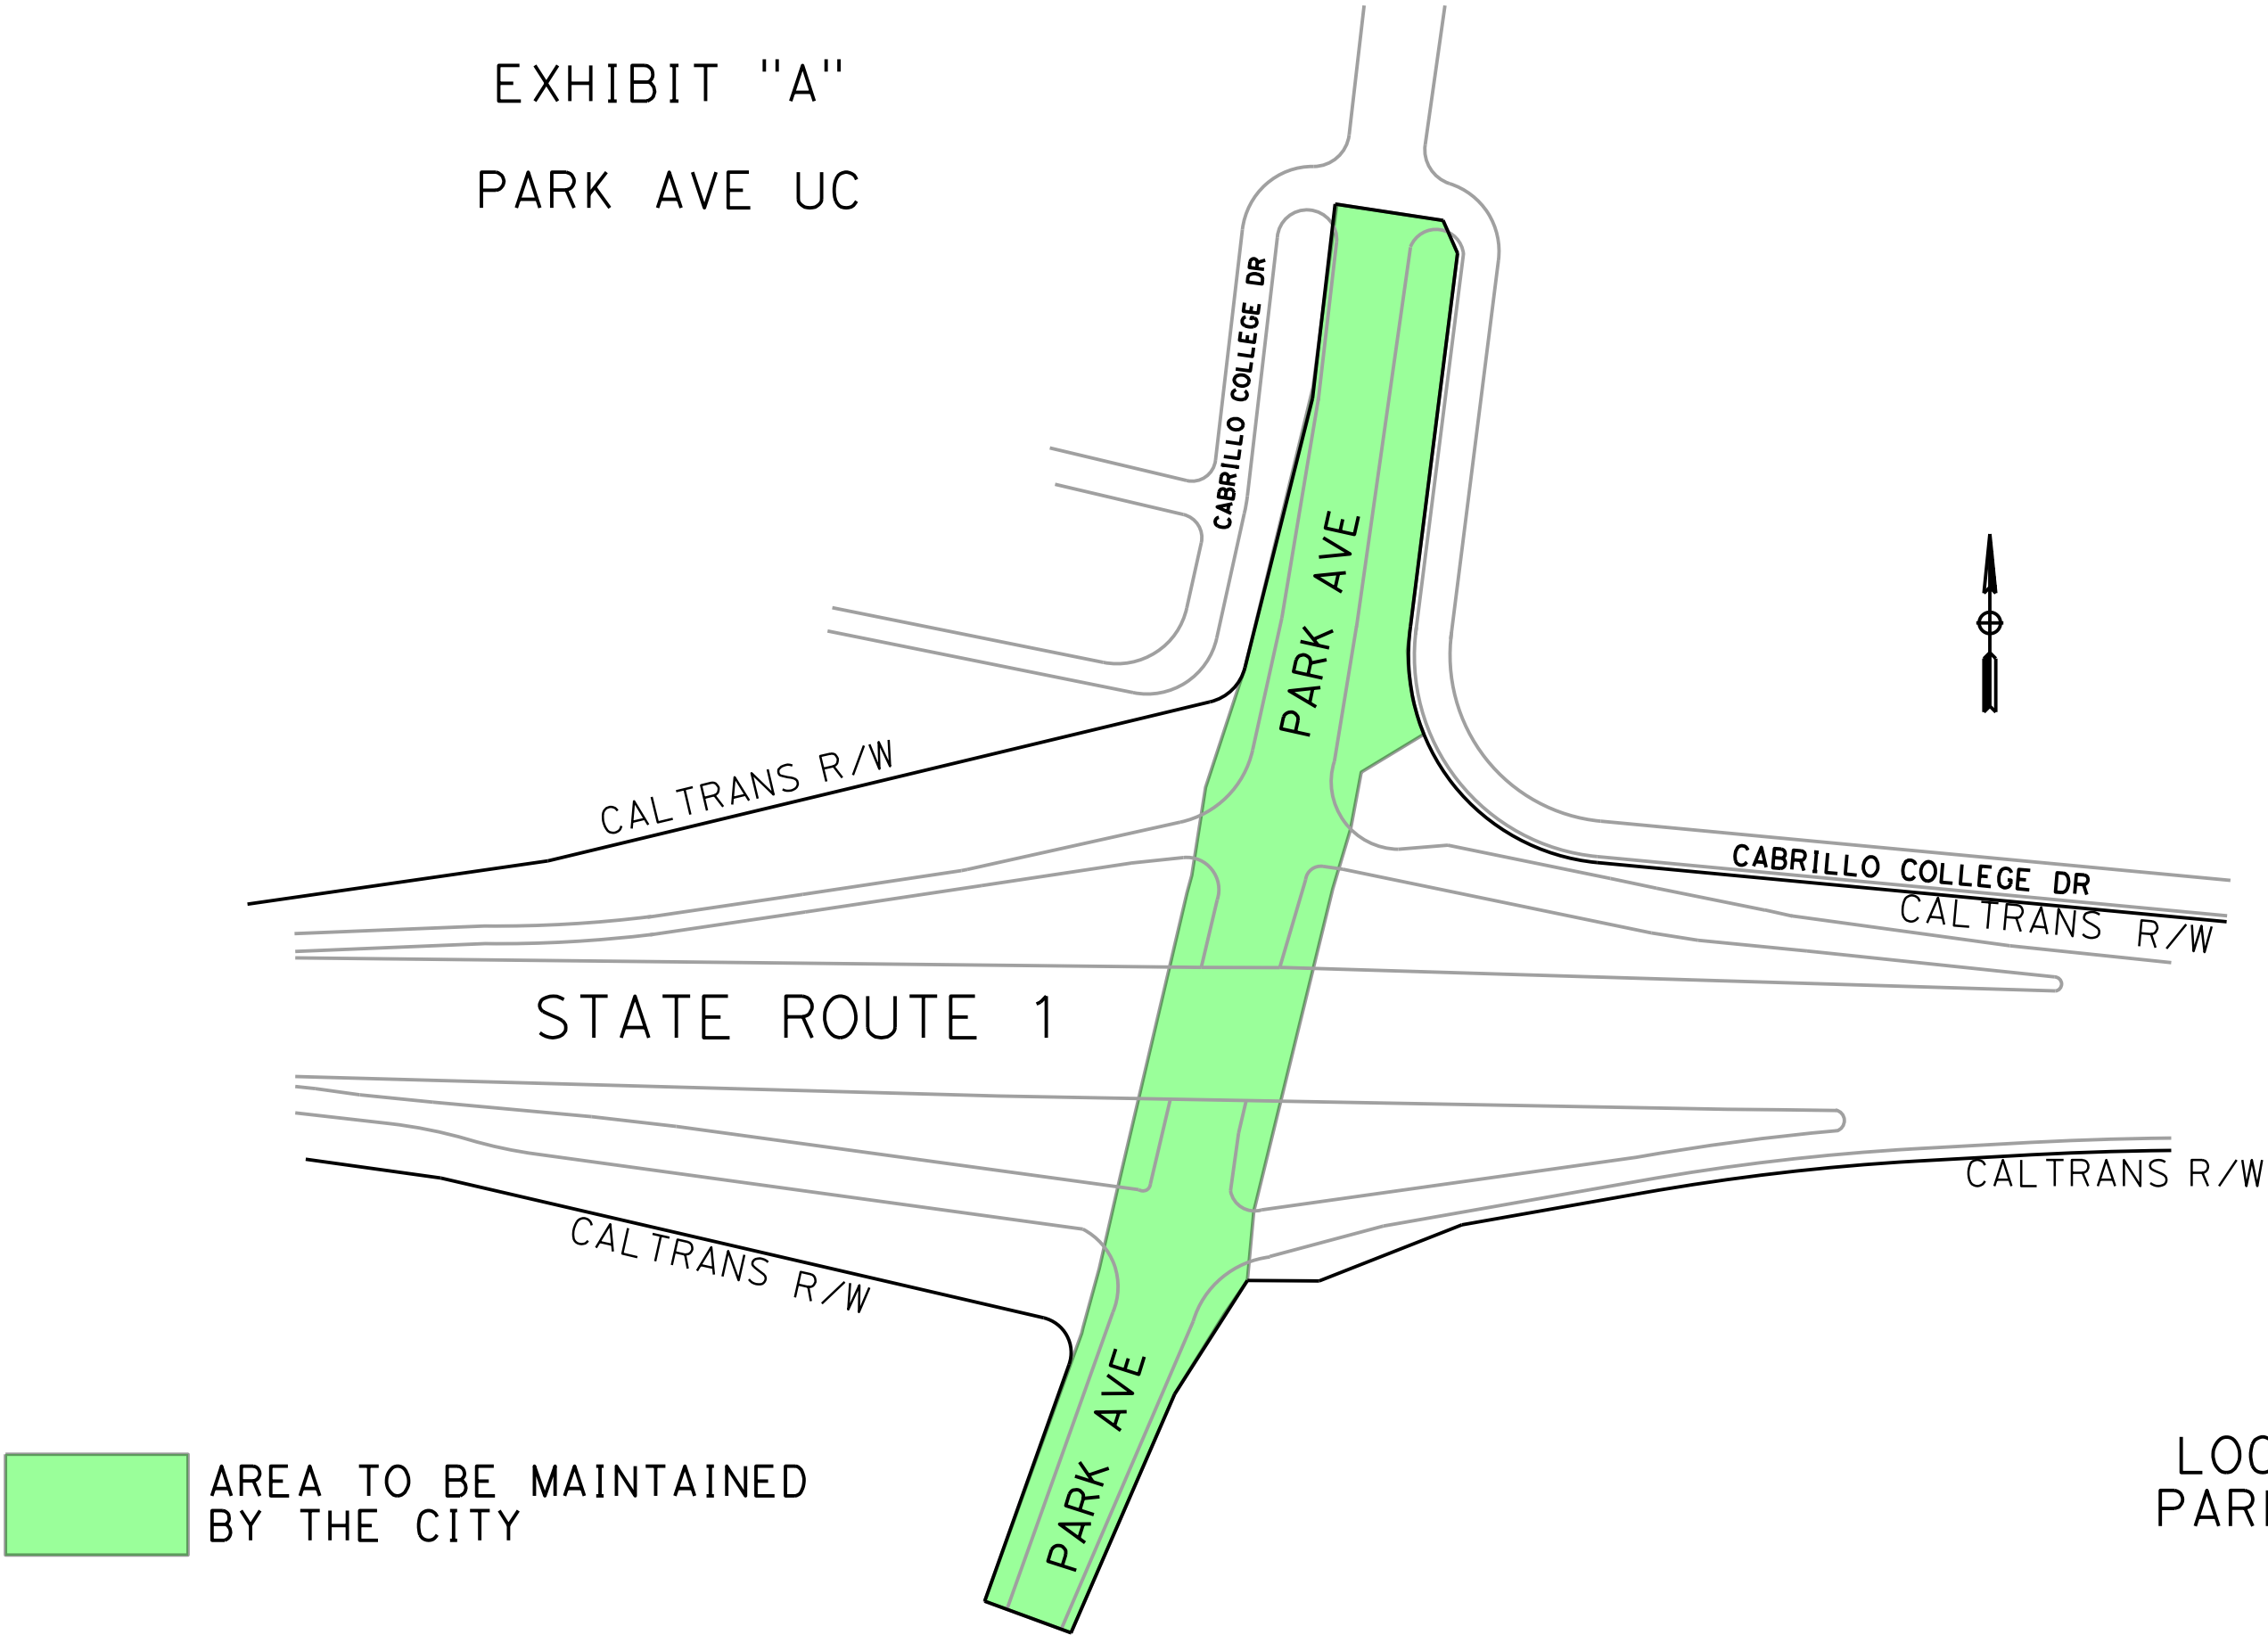 EXHIBIT "A"
PARK AVE UC
CABRILLO COLLEGE DR
PARK AVE
CALTRANS R/W
CABRILLO COLLEGE DR
CALTRANS R/W
STATE ROUTE 1
CALTRANS R/W
CALTRANS R/W
PARK AVE
AREA TO BE MAINTAINED
BY THE CITY